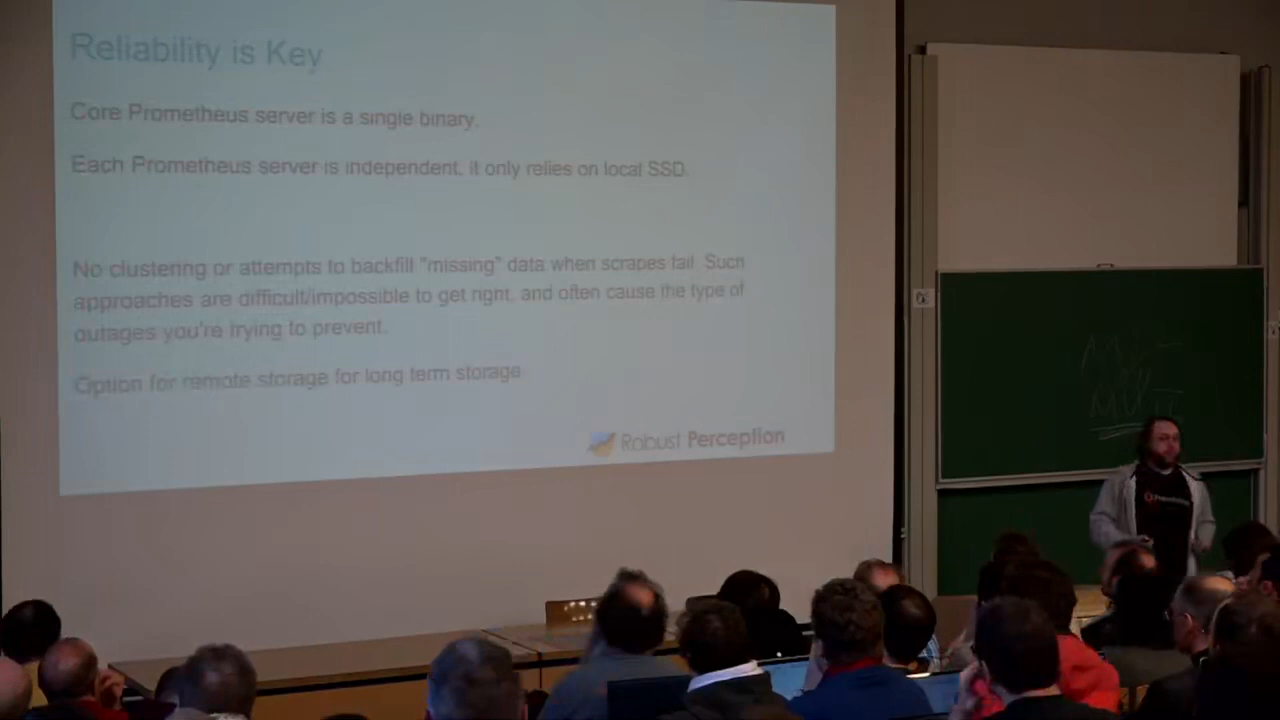 Reliability is Key
Core Prometheus server is a single binary.
Each Prometheus server is independent, it only relies on local SSD.
No clustering or attempts to backfill "missing" data when scrapes fail. Such
approaches are difficult/impossible to get right, and often cause the type of
outages you're trying to prevent.
Option for remote storage for long term storage.
Robust Perception